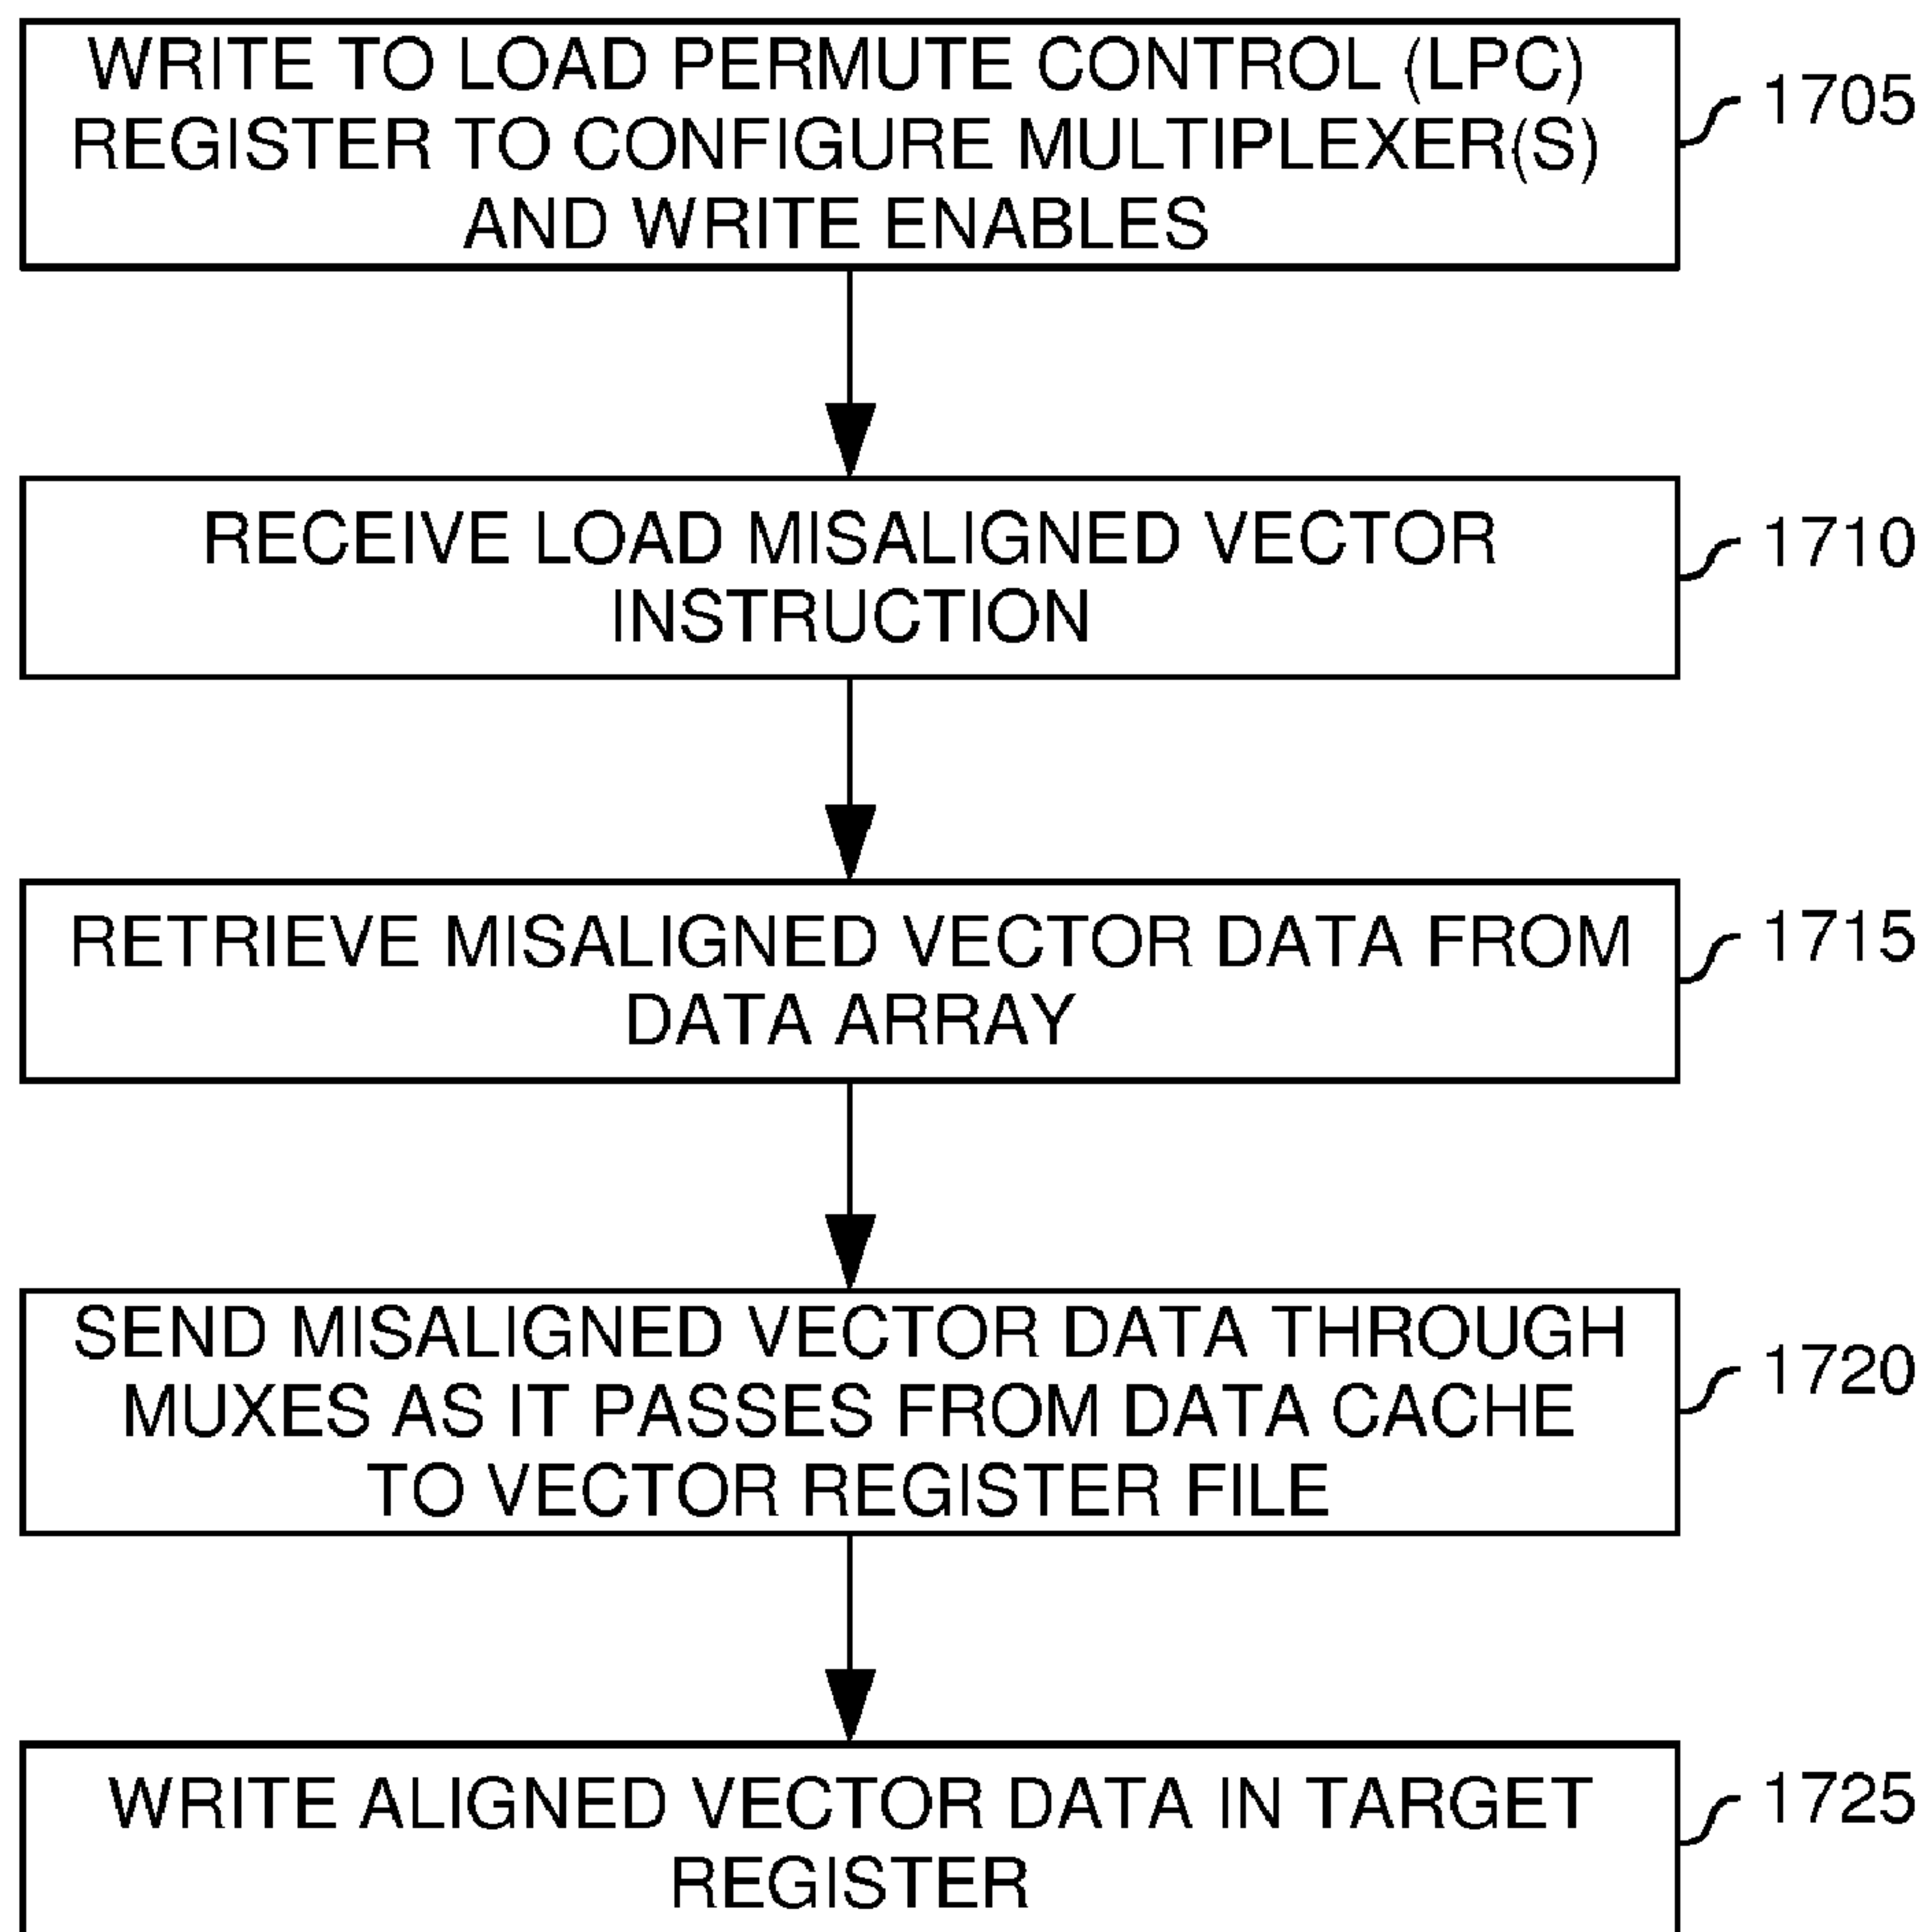 WRITE TO LOAD PERMUTE CONTROL (LPC)
REGISTER TO CONFIGURE MULTIPLEXER(S)
AND WRITE ENABLES
1705
RECEIVE LOAD MISALIGNED VECTOR
INSTRUCTION
1710
RETRIEVE MISALIGNED VECTOR DATA FROM
DATA ARRAY
1715
SEND MISALIGNED VECTOR DATA THROUGH
MUXES AS IT PASSES FROM DATA CACHE
TO VECTOR REGISTER FILE
1720
WRITE ALIGNED VECTOR DATA IN TARGET
REGISTER
1725